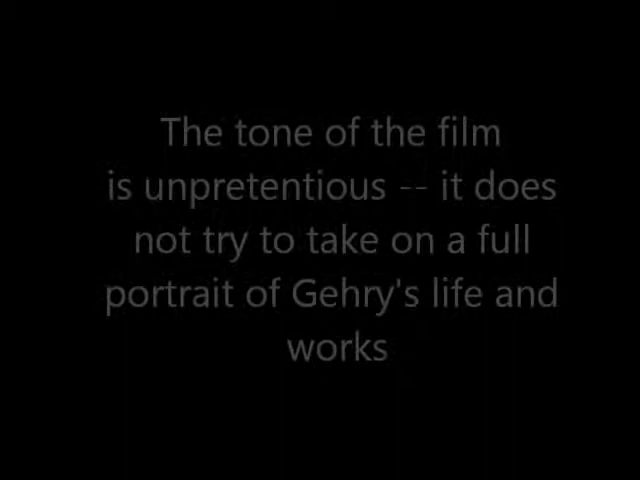 The tone of the film
is unpretentious -- it does
not try to take on a full
portrait of Gehry's life and
works